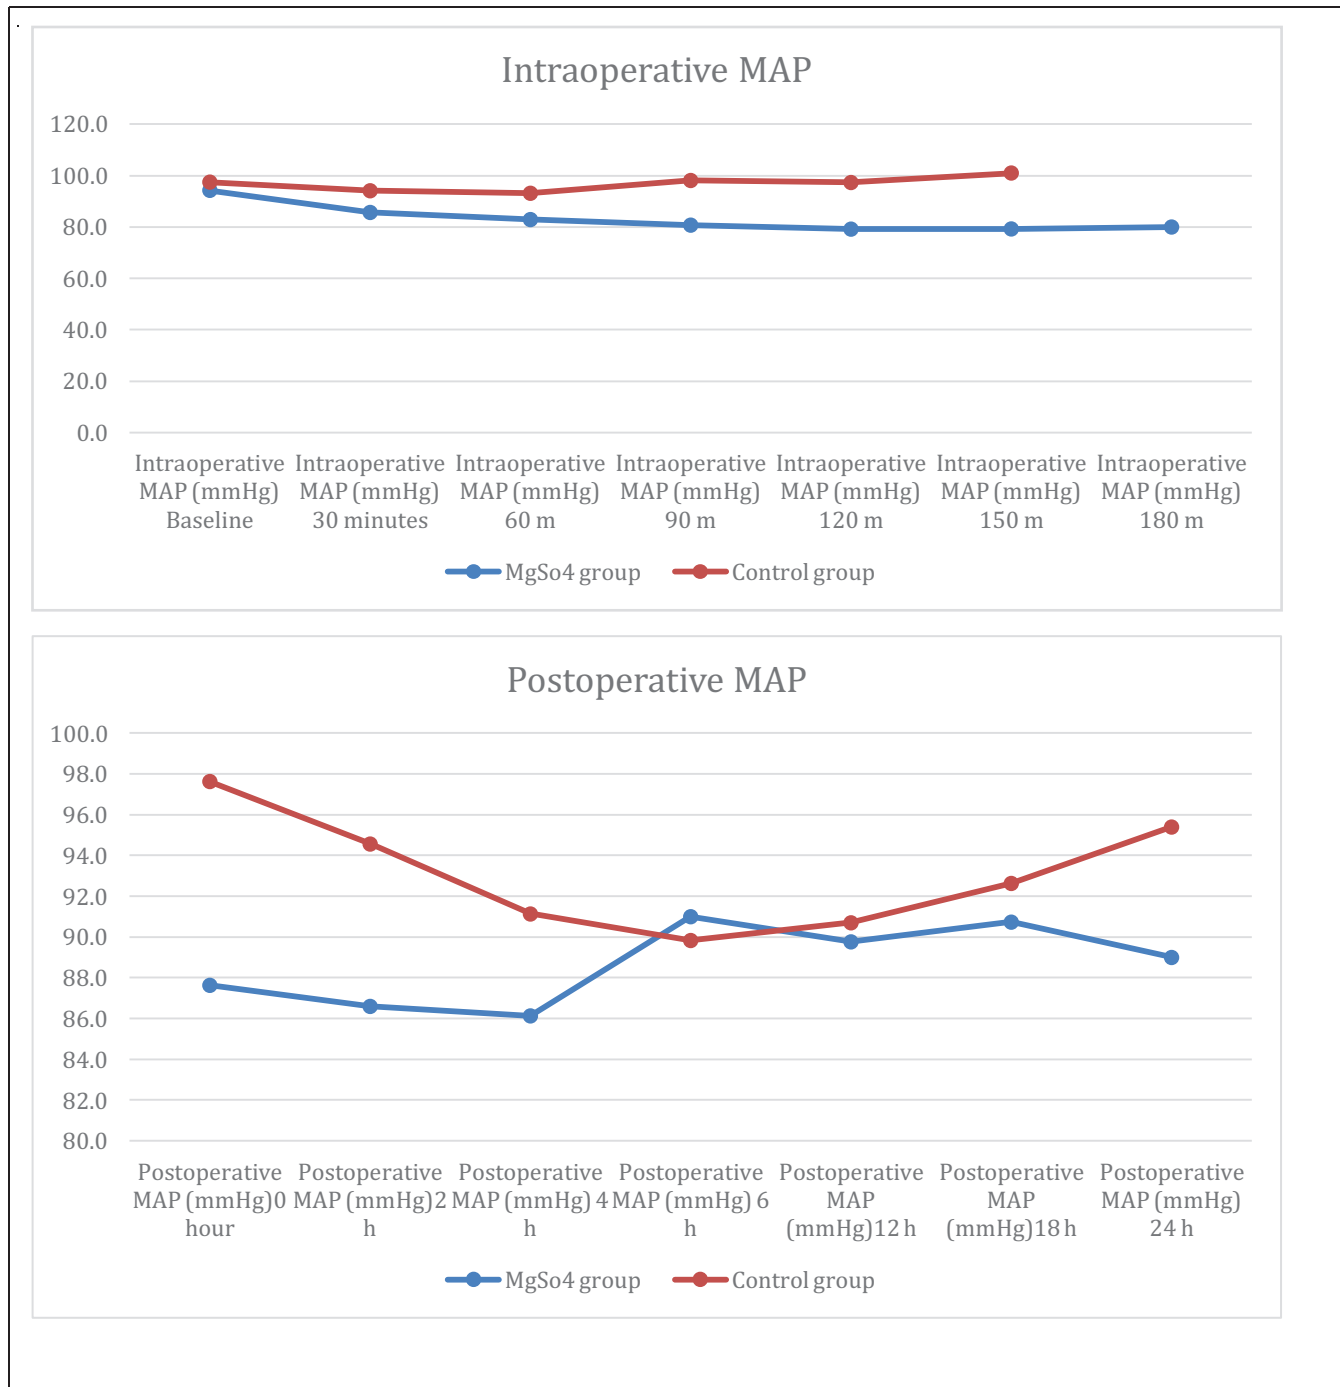 .
Intraoperative MAP
120.0
100.0
80.0
60.0
40.0
20.0
0.0
Intraoperative MAP (mmHg) Baseline
Intraoperative MAP (mmHg) 30 minutes
Intraoperative MAP (mmHg) 60 m
Intraoperative MAP (mmHg) 90 m
Intraoperative MAP (mmHg) 120 m
Intraoperative MAP (mmHg) 150 m
Intraoperative MAP (mmHg) 180 m
MgSo4 group
Control group
Postoperative MAP
100.0
98.0
96.0
94.0
92.0
90.0
88.0
86.0
84.0
82.0
80.0
Postoperative MAP (mmHg)0 hour
Postoperative MAP (mmHg)2 h
Postoperative MAP (mmHg) 4 h
Postoperative MAP (mmHg) 6 h
Postoperative MAP (mmHg)12 h
Postoperative MAP (mmHg)18 h
Postoperative MAP (mmHg) 24 h
MgSo4 group
Control group